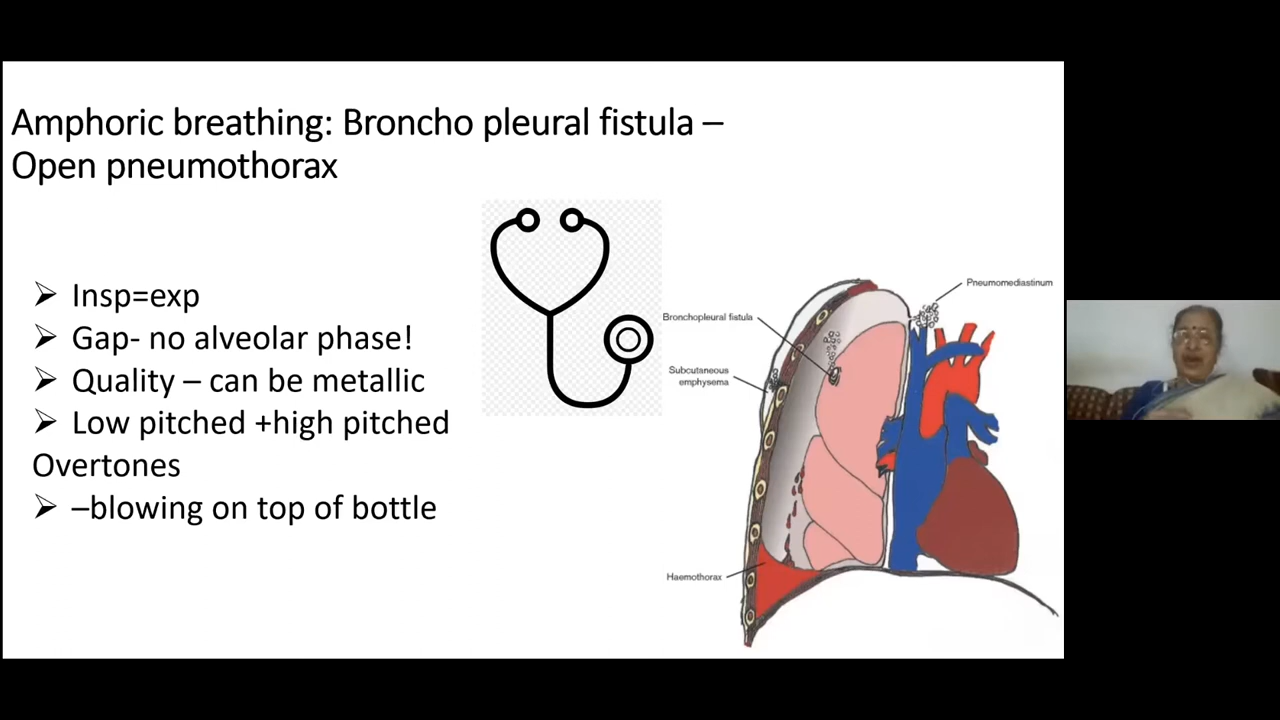 Amphoric breathing: Broncho pleural fistula –
Open pneumothorax
➤ Insp=exp
➤ Gap- no alveolar phase!
➤ Quality – can be metallic
➤ Low pitched +high pitched
Overtones
➤ –blowing on top of bottle
Pneumomediastinum
Bronchopleural fistula
Subcutaneous
emphysema
Haemothorax